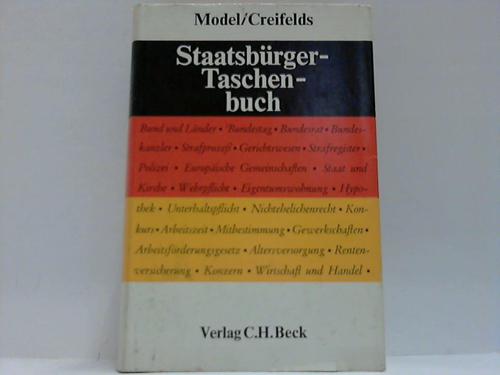 Model/Creifelds
Staatsbürger-
Taschen-
buch
Bund und Länder • Bundestag • Bundesrat • Bundes-
kanzler • Strafprozeß • Gerichtswesen • Strafregister •
Polizei • Europäische Gemeinschaften • Staat und
Kirche • Wehrpflicht • Eigentumswohnung • Hypo-
thek • Unterhaltspflicht • Nichtehelichenrecht • Kon-
kurs • Arbeitszeit • Mitbestimmung • Gewerkschaften •
Arbeitsförderungsgesetz • Altersversorgung • Renten-
versicherung • Konzern • Wirtschaft und Handel •
Verlag C.H. Beck